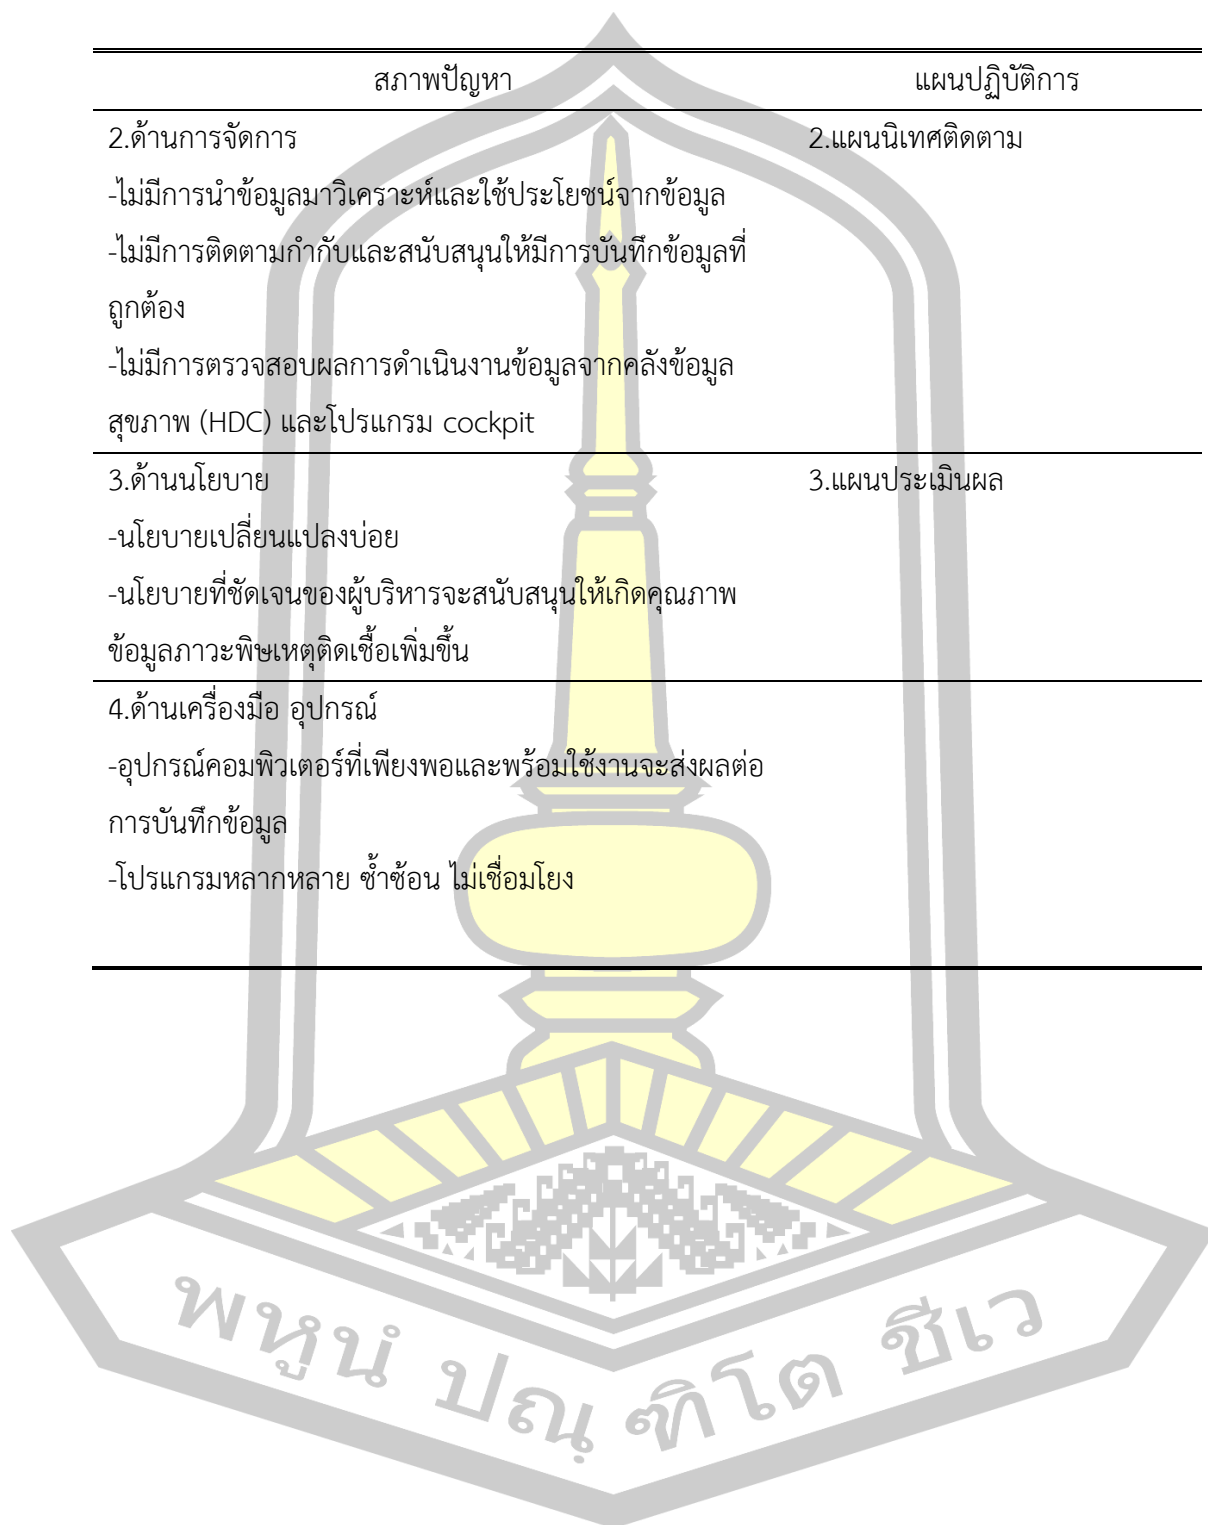 สภาพปัญหา แผนปฏิบัติการ
2.ด้านการจัดการ 2.แผนนิเทศติดตาม
-ไม่มีการนำข้อมูลมาวิเคราะห์และใช้ประโยชน์จากข้อมูล
-ไม่มีการติดตามกำกับและสนับสนุนให้มีการบันทึกข้อมูลที่
ถูกต้อง
-ไม่มีการตรวจสอบผลการดำเนินงานข้อมูลจากคลังข้อมูล
สุขภาพ (HDC) และโปรแกรม cockpit
3.ด้านนโยบาย 3.แผนประเมินผล
-นโยบายเปลี่ยนแปลงบ่อย
-นโยบายที่ชัดเจนของผู้บริหารจะสนับสนุนให้เกิดคุณภาพ
ข้อมูลภาวะพิษเหตุติดเชื้อเพิ่มขึ้น
4.ด้านเครื่องมือ อุปกรณ์
-อุปกรณ์คอมพิวเตอร์ที่เพียงพอและพร้อมใช้งานจะส่งผลต่อ
การบันทึกข้อมูล
-โปรแกรมหลากหลาย ซ้ำซ้อน ไม่เชื่อมโยง
พหูนํ ปณฺฑิโต ชีเว